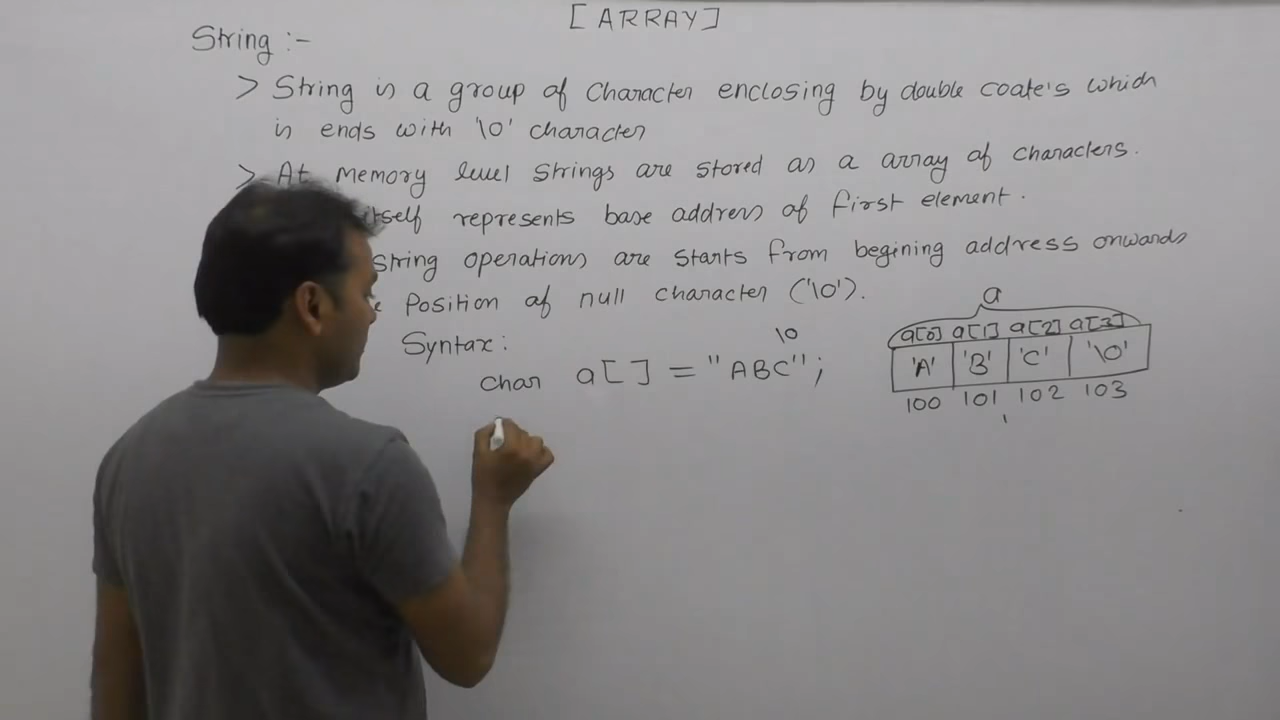 [ARRAY]
String :-
> String is a group of character enclosing by double coate's which
is ends with '\0' character
> At memory level strings are stored as a array of characters.
itself represents base address of first element.
string operations are starts from begining address onwards
Position of null character ('\0').
Syntax:
\0
char a[] = "ABC";
a
a[0] a[1] a[2] a[3]
'A' 'B' 'C' '\0'
100 101 102 103